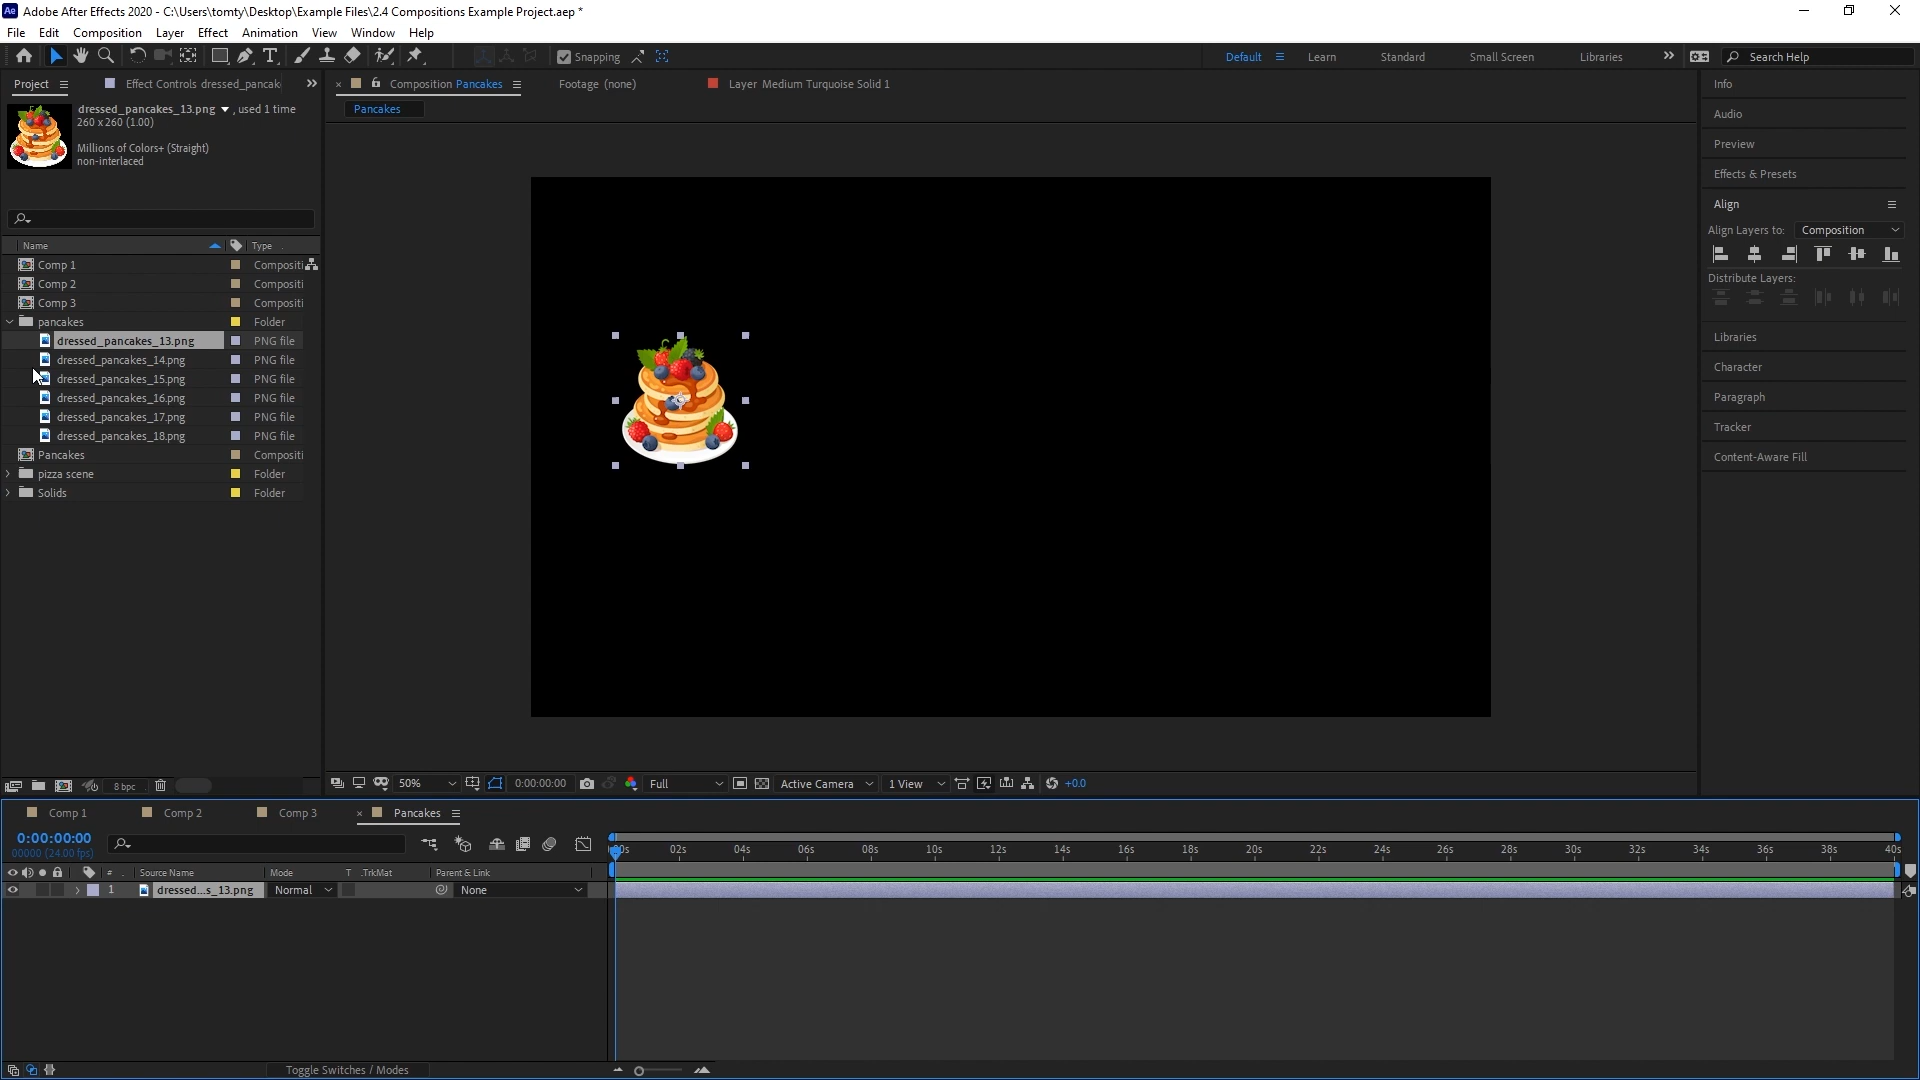 Ae Adobe After Effects 2020 - C:\Users\tomty\Desktop\Example Files\2.4 Compositions Example Project.aep *
File Edit Composition Layer Effect Animation View Window Help
Snapping Default Learn Standard Small Screen Libraries Search Help
Project Effect Controls dressed_pancak Composition Pancakes Footage (none) Layer Medium Turquoise Solid 1
Pancakes
dressed_pancakes_13.png , used 1 time
260 x 260 (1.00)
Millions of Colors+ (Straight)
non-interlaced
Name Type
Comp 1 Compositi
Comp 2 Compositi
Comp 3 Compositi
pancakes Folder
dressed_pancakes_13.png PNG file
dressed_pancakes_14.png PNG file
dressed_pancakes_15.png PNG file
dressed_pancakes_16.png PNG file
dressed_pancakes_17.png PNG file
dressed_pancakes_18.png PNG file
Pancakes Compositi
pizza scene Folder
Solids Folder
8 bpc
50% 0:00:00:00 Full Active Camera 1 View +0.0
Info
Audio
Preview
Effects & Presets
Align
Align Layers to: Composition
Distribute Layers:
Libraries
Character
Paragraph
Tracker
Content-Aware Fill
Comp 1 Comp 2 Comp 3 Pancakes
0:00:00:00
00000 (24.00 fps)
02s 04s 06s 08s 10s 12s 14s 16s 18s 20s 22s 24s 26s 28s 30s 32s 34s 36s 38s 40s
# Source Name Mode T .TrkMat Parent & Link
1 dressed...s_13.png Normal None
Toggle Switches / Modes